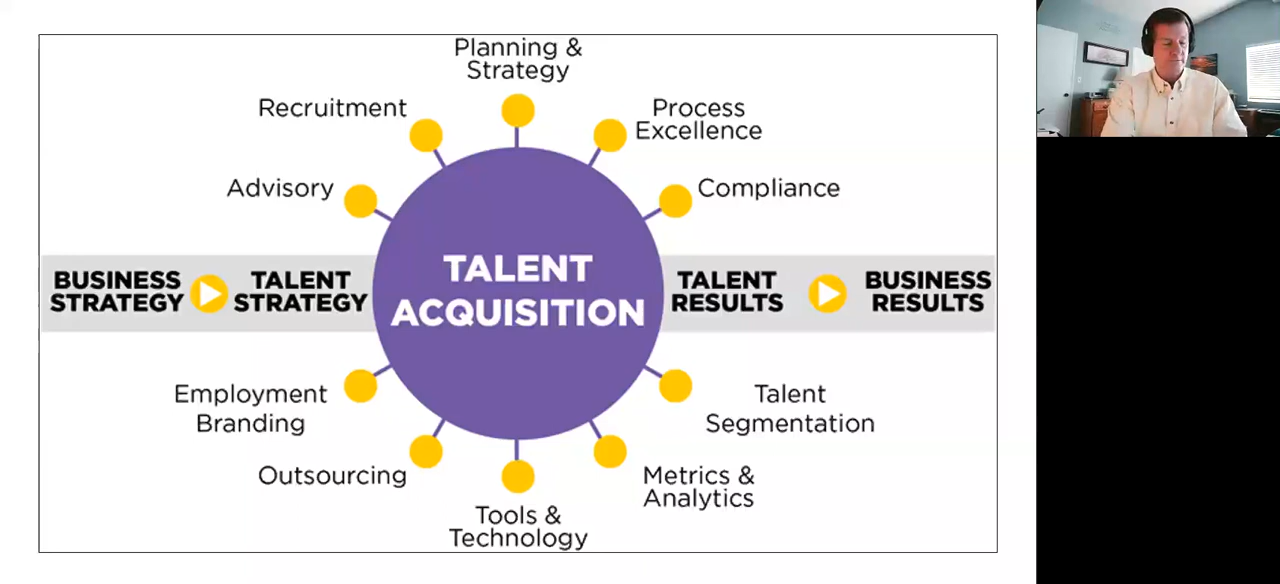 Planning &
Strategy
Recruitment
Process
Excellence
Advisory
Compliance
BUSINESS
STRATEGY
TALENT
STRATEGY
TALENT
ACQUISITION
TALENT
RESULTS
BUSINESS
RESULTS
Employment
Branding
Talent
Segmentation
Outsourcing
Metrics &
Analytics
Tools &
Technology